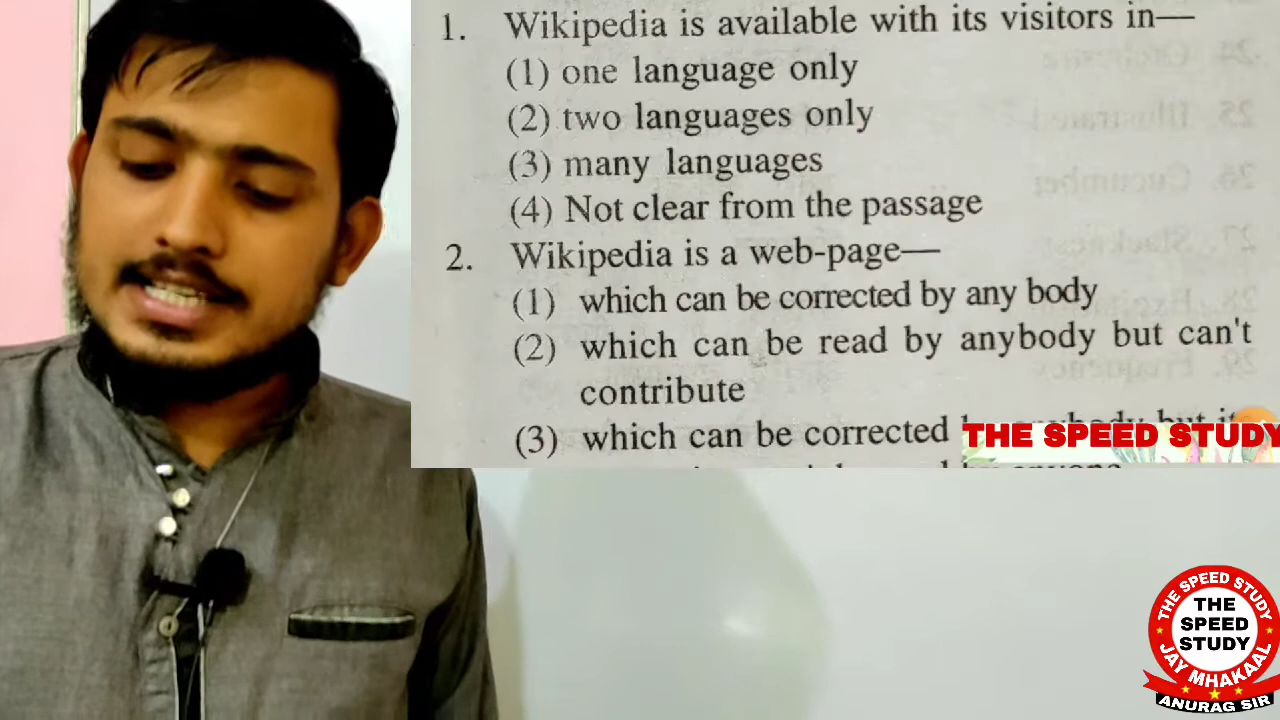 1. Wikipedia is available with its visitors in—
(1) one language only
(2) two languages only
(3) many languages
(4) Not clear from the passage
2. Wikipedia is a web-page—
(1) which can be corrected by any body
(2) which can be read by anybody but can't
contribute
(3) which can be corrected
THE SPEED STUDY
THE SPEED STUDY
THE
SPEED
STUDY
JAY MHAKAAL
ANURAG SIR